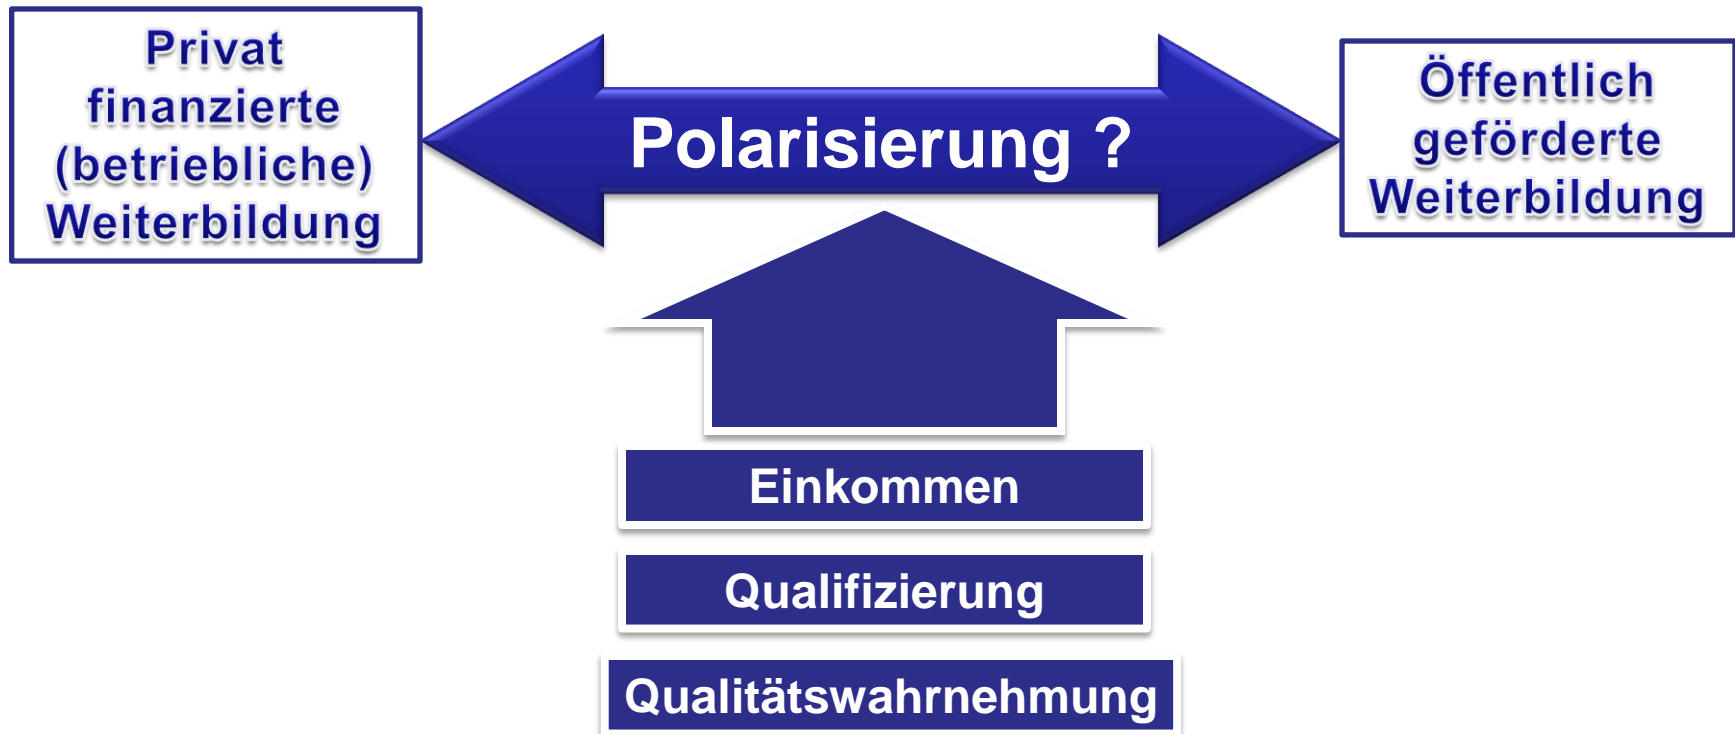 Privat
finanzierte
(betriebliche)
Weiterbildung
Polarisierung ?
Öffentlich
geförderte
Weiterbildung
Einkommen
Qualifizierung
Qualitätswahrnehmung